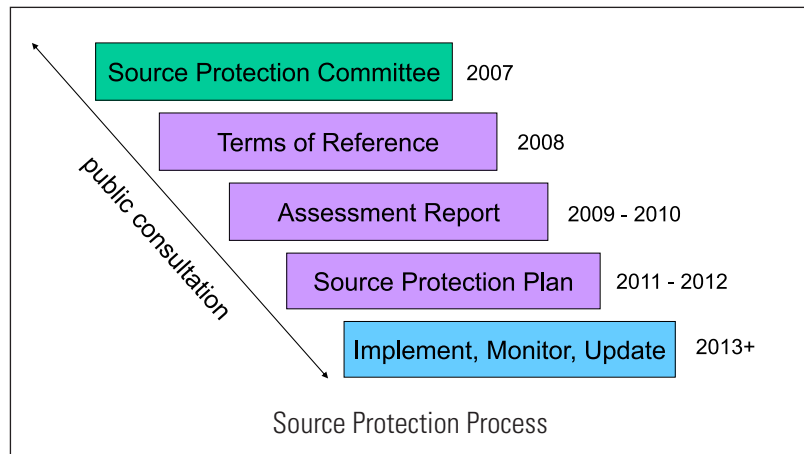 Source Protection Committee 2007
Terms of Reference 2008
Assessment Report 2009 - 2010
Source Protection Plan 2011 - 2012
Implement, Monitor, Update 2013+
public consultation
Source Protection Process